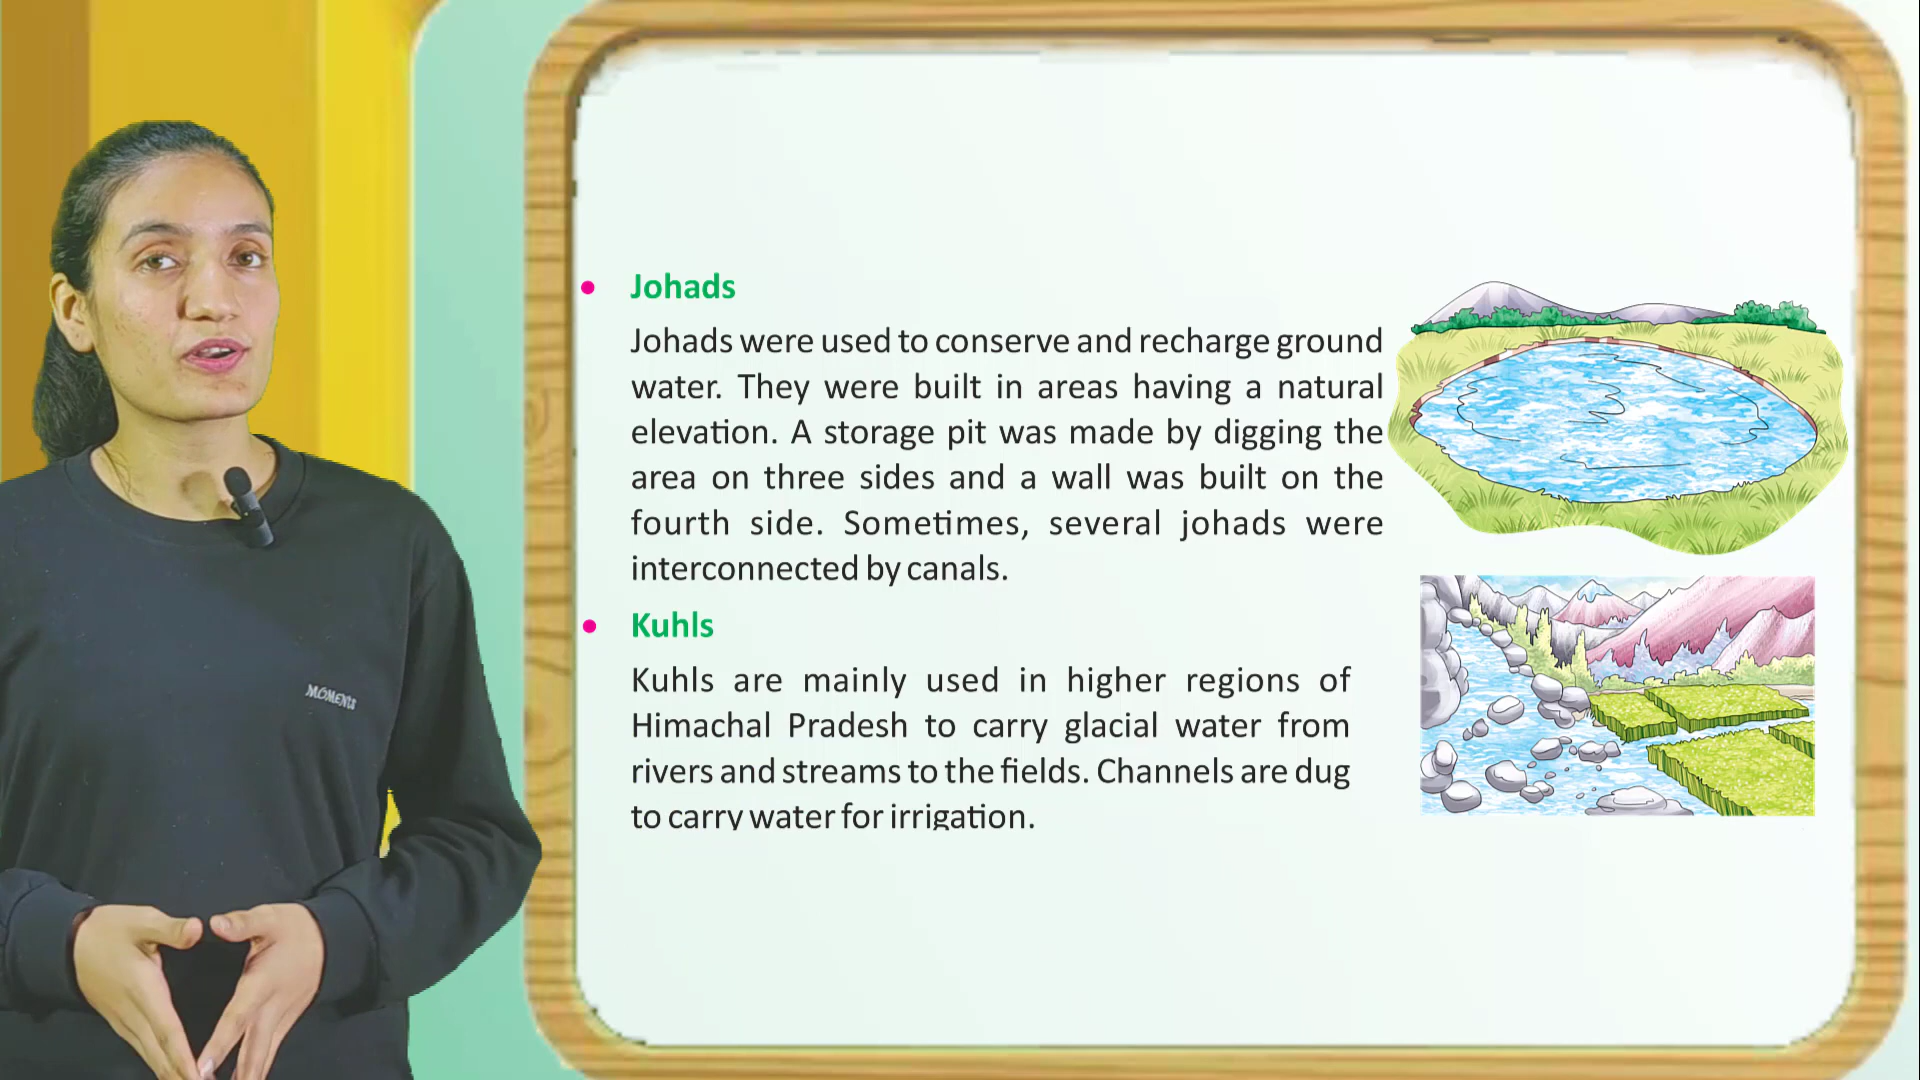 Johads
Johads were used to conserve and recharge ground
water. They were built in areas having a natural
elevation. A storage pit was made by digging the
area on three sides and a wall was built on the
fourth side. Sometimes, several johads were
interconnected by canals.
Kuhls
Kuhls are mainly used in higher regions of
Himachal Pradesh to carry glacial water from
rivers and streams to the fields. Channels are dug
to carry water for irrigation.
MOMENTS